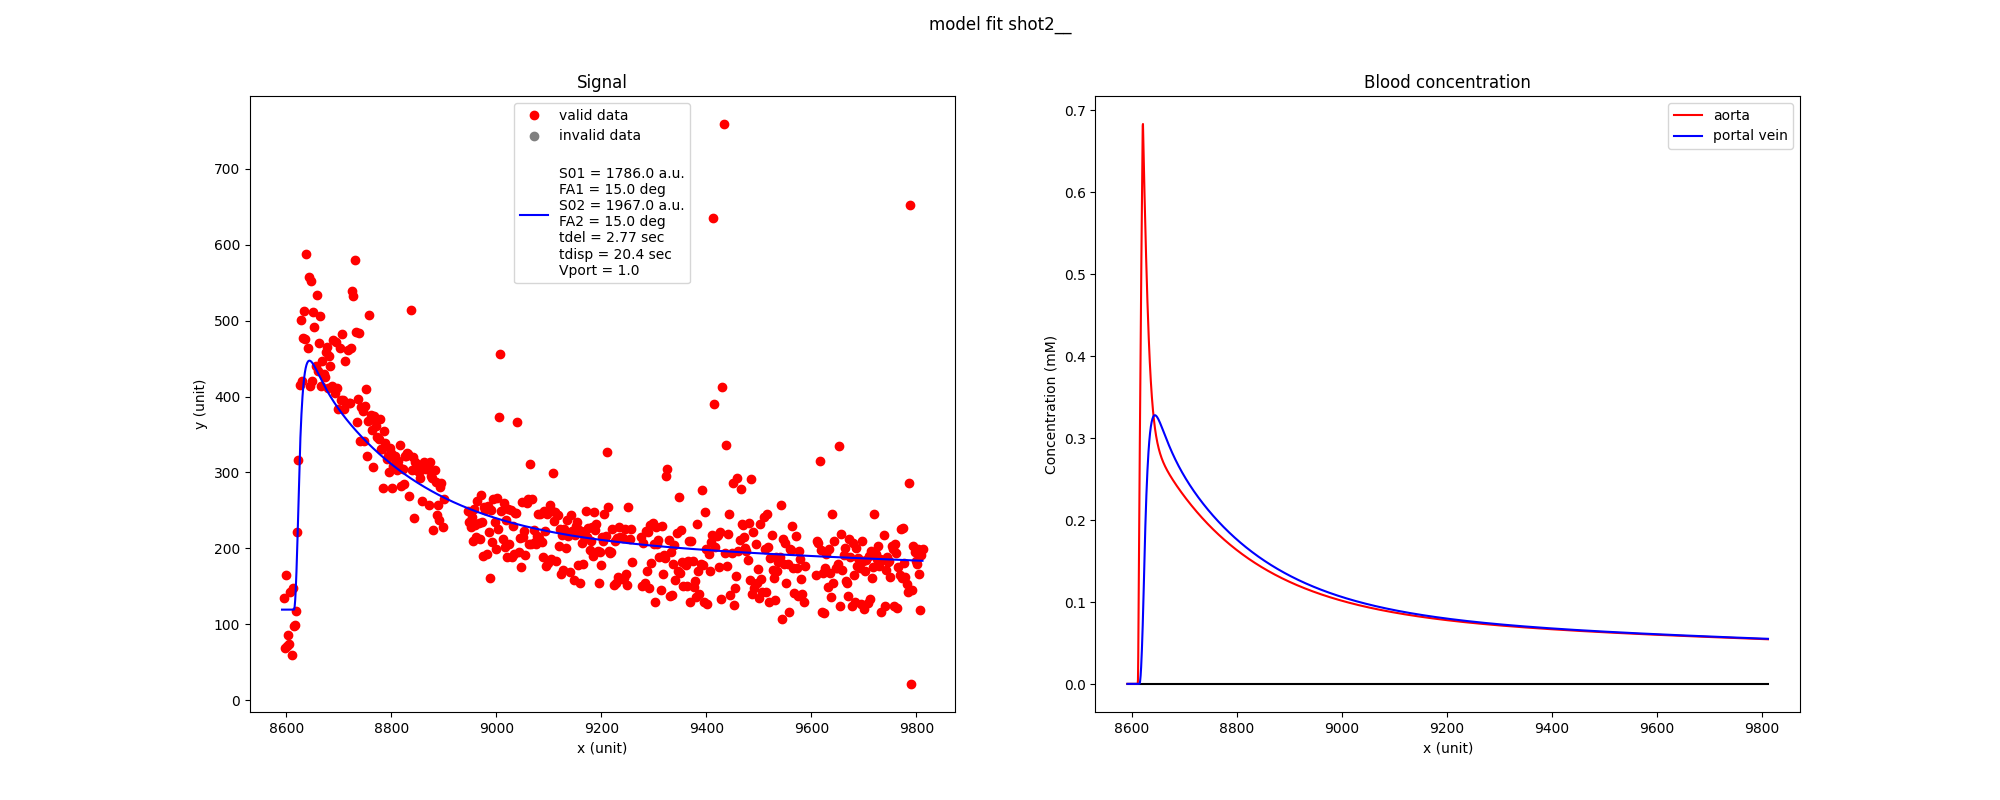 model fit shot2__
Signal
valid data
invalid data
S01 = 1786.0 a.u.
FA1 = 15.0 deg
S02 = 1967.0 a.u.
FA2 = 15.0 deg
tdel = 2.77 sec
tdisp = 20.4 sec
Vport = 1.0
y (unit)
700
600
500
400
300
200
100
0
8600 8800 9000 9200 9400 9600 9800
x (unit)
Blood concentration
aorta
portal vein
Concentration (mM)
0.7
0.6
0.5
0.4
0.3
0.2
0.1
0.0
8600 8800 9000 9200 9400 9600 9800
x (unit)